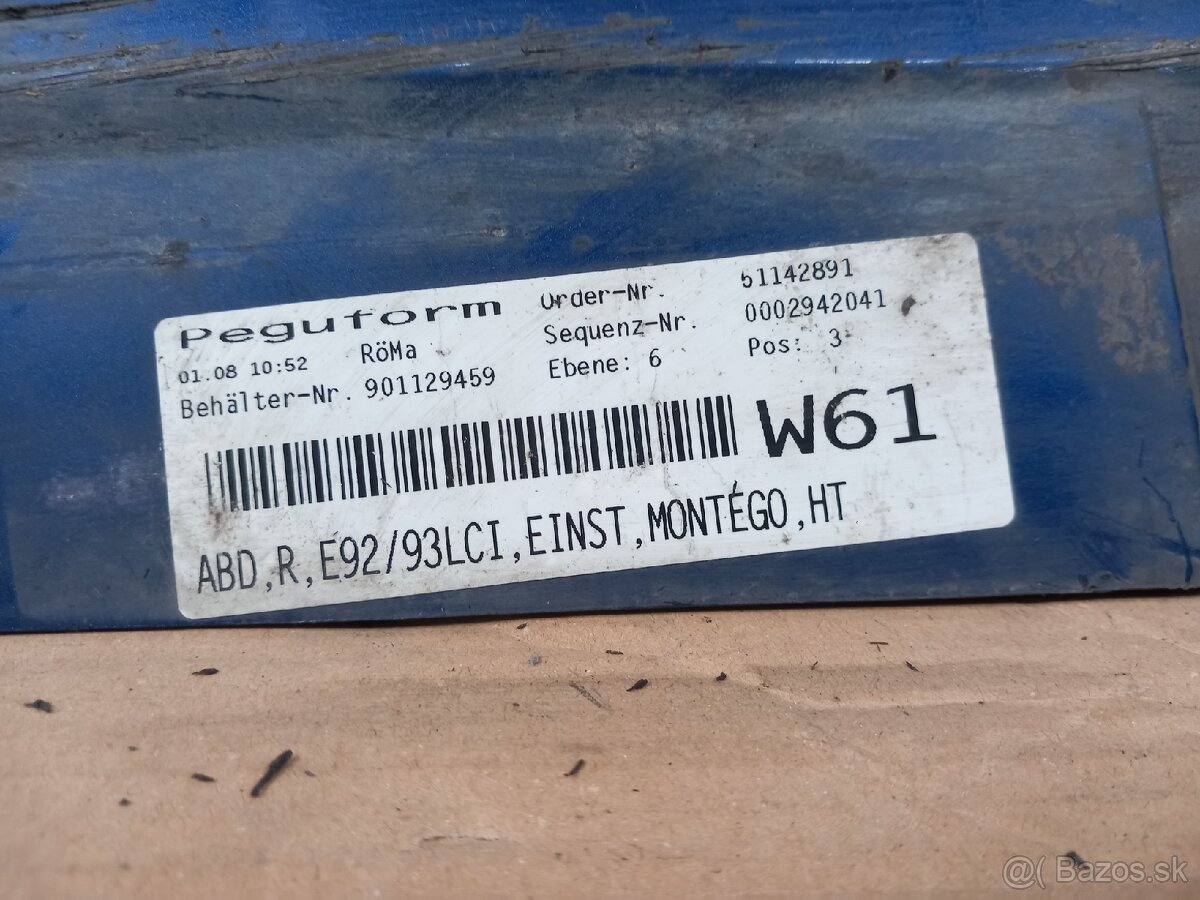 Peguform Order-Nr. 51142891
01.08 10:52 RöMa Sequenz-Nr. 0002942041
Behälter-Nr. 901129459 Ebene: 6 Pos: 3
W61
ABD,R,E92/93LCI,EINST,MONTÉGO,HT
@( Bazos.sk